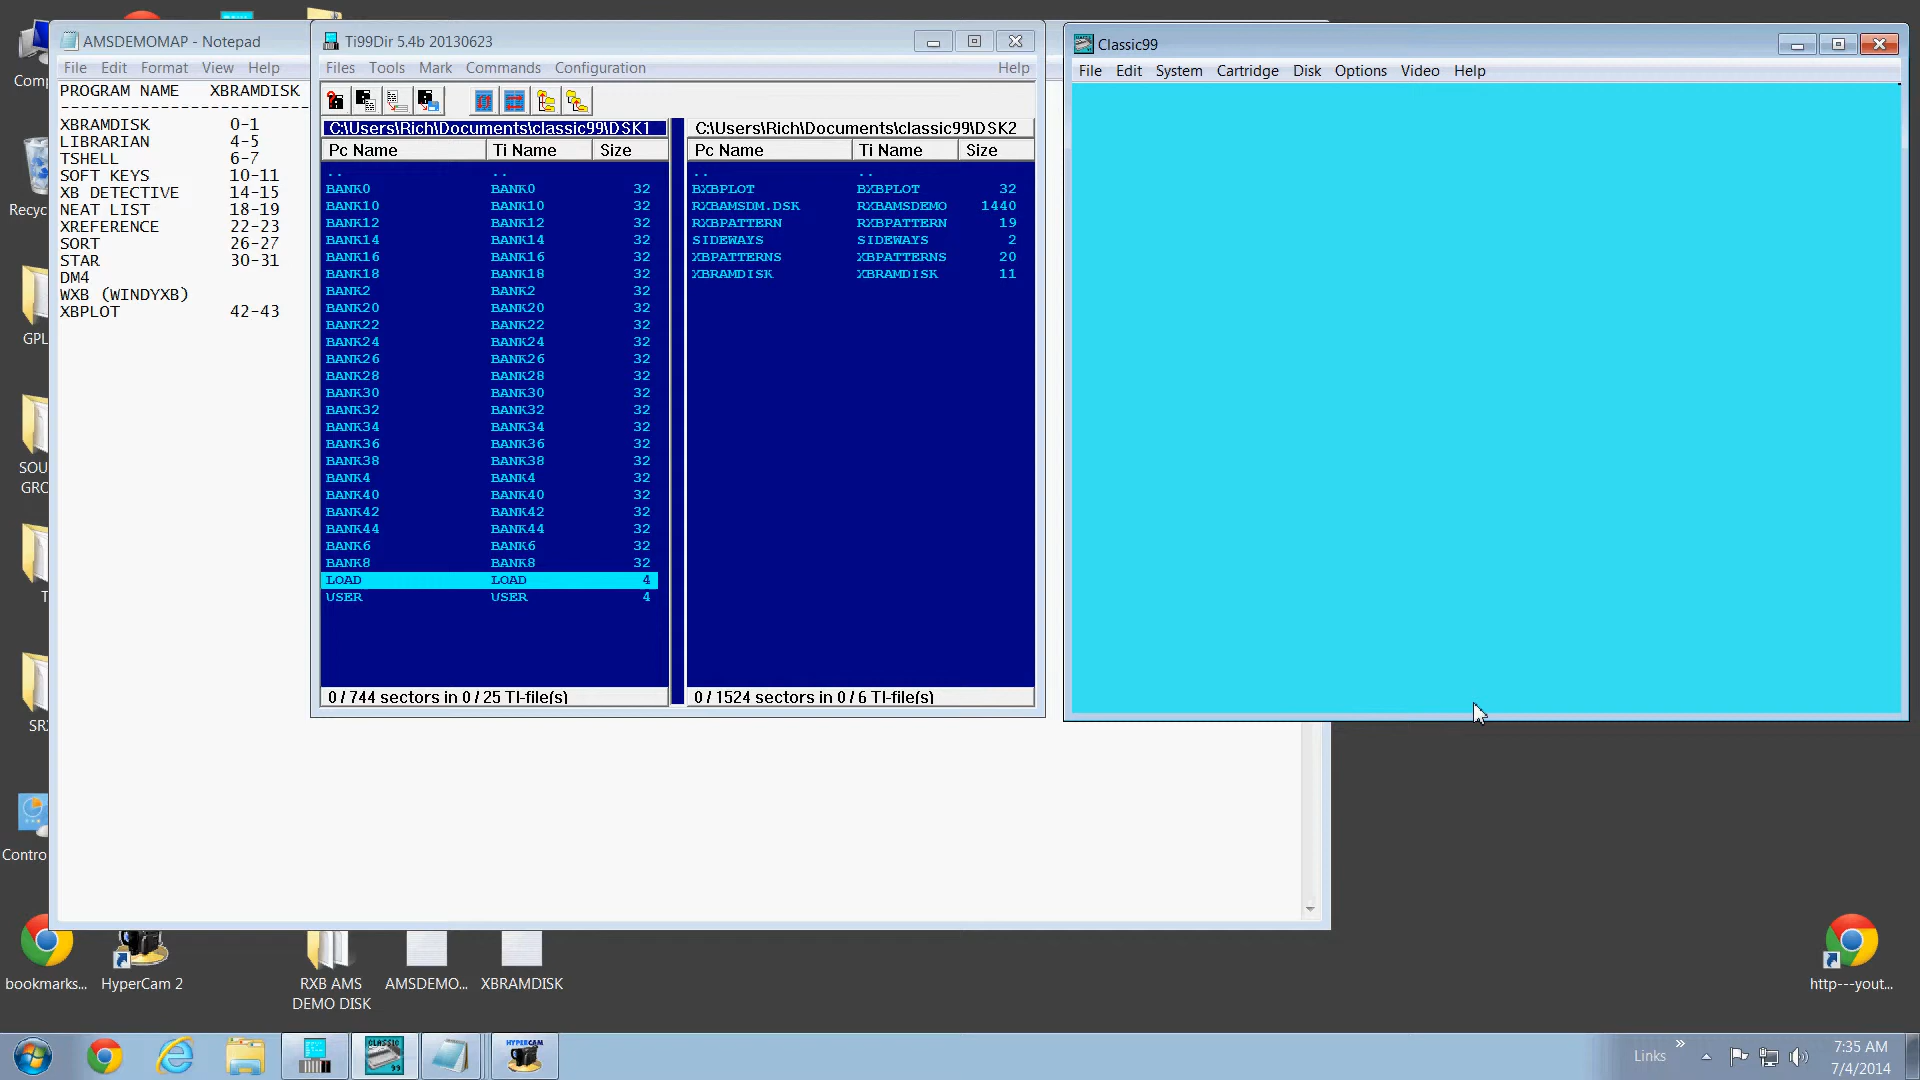 AMSDEMOMAP - Notepad
File Edit Format View Help
PROGRAM NAME XBRAMDISK
------------------------------
XBRAMDISK 0-1
LIBRARIAN 4-5
TSHELL 6-7
SOFT KEYS 10-11
XB DETECTIVE 14-15
NEAT LIST 18-19
XREFERENCE 22-23
SORT 26-27
STAR 30-31
DM4
WXB (WINDYXB)
XBPLOT 42-43
Ti99Dir 5.4b 20130623
Files Tools Mark Commands Configuration Help
C:\Users\Rich\Documents\classic99\DSK1
Pc Name Ti Name Size
.. ..
BANK0 BANK0 32
BANK10 BANK10 32
BANK12 BANK12 32
BANK14 BANK14 32
BANK16 BANK16 32
BANK18 BANK18 32
BANK2 BANK2 32
BANK20 BANK20 32
BANK22 BANK22 32
BANK24 BANK24 32
BANK26 BANK26 32
BANK28 BANK28 32
BANK30 BANK30 32
BANK32 BANK32 32
BANK34 BANK34 32
BANK36 BANK36 32
BANK38 BANK38 32
BANK4 BANK4 32
BANK40 BANK40 32
BANK42 BANK42 32
BANK44 BANK44 32
BANK6 BANK6 32
BANK8 BANK8 32
LOAD LOAD 4
USER USER 4
0 / 744 sectors in 0 / 25 TI-file(s)
C:\Users\Rich\Documents\classic99\DSK2
Pc Name Ti Name Size
.. ..
BXBPLOT BXBPLOT 32
RXBAMSDM.DSK RXBAMSDEMO 1440
RXBPATTERN RXBPATTERN 19
SIDEWAYS SIDEWAYS 2
XBPATTERNS XBPATTERNS 20
XBRAMDISK XBRAMDISK 11
0 / 1524 sectors in 0 / 6 TI-file(s)
Classic99
File Edit System Cartridge Disk Options Video Help
Comp
Recyc
GPL
SOU
GRO
T
SRX
Contro
bookmarks...
HyperCam 2
RXB AMS
DEMO DISK
AMSDEMO...
XBRAMDISK
http---yout...
CLASSIC
99
HYPERCAM
Links »
7:35 AM
7/4/2014